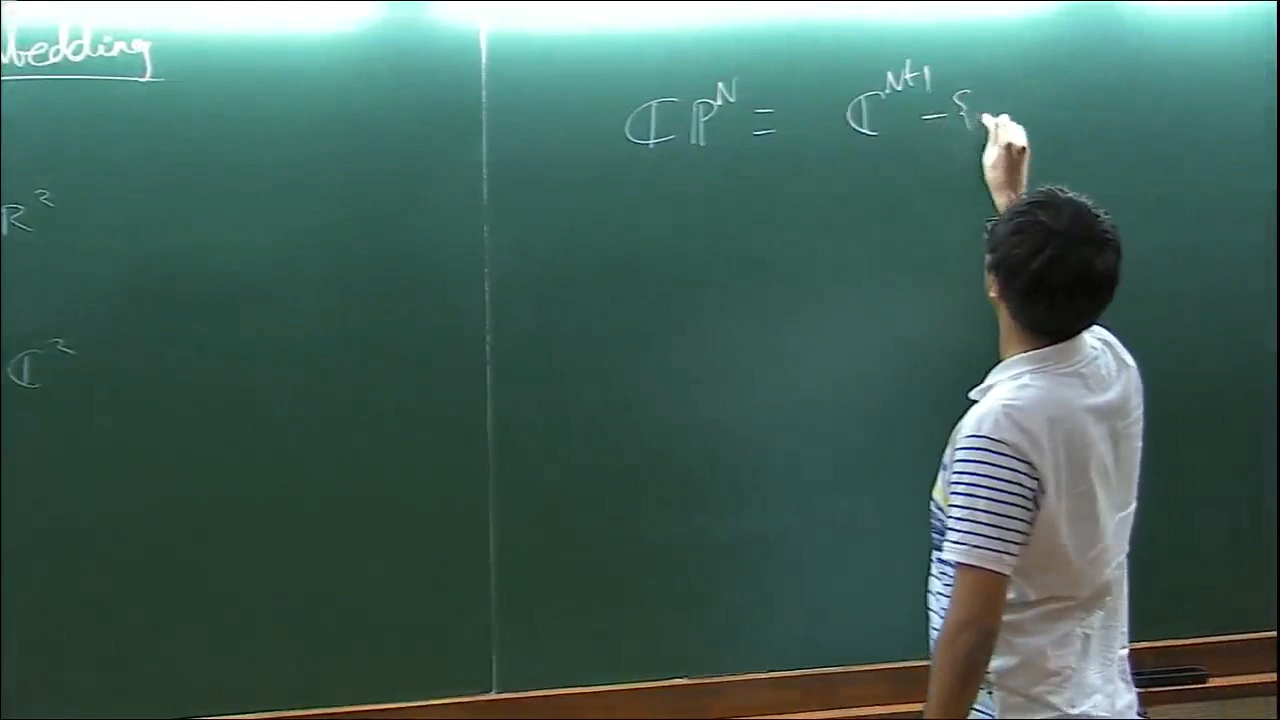 bedding
R²
ℂ²
ℂℙᴺ = ℂᴺ⁺¹ - {